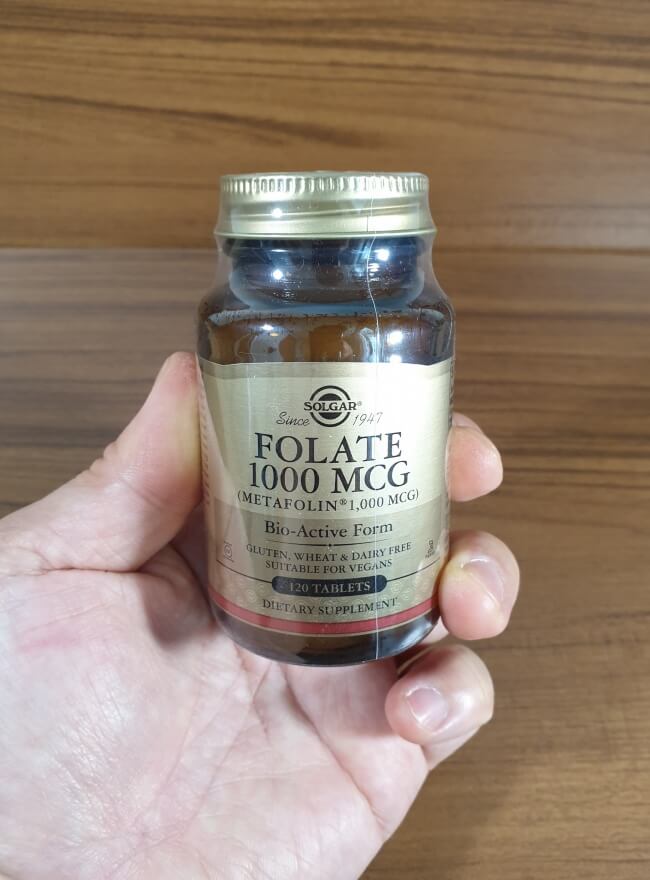 SOLGAR®
Since 1947
FOLATE
1000 MCG
(METAFOLIN® 1,000 MCG)
Bio-Active Form
GLUTEN, WHEAT & DAIRY FREE
SUITABLE FOR VEGANS
120 TABLETS
DIETARY SUPPLEMENT